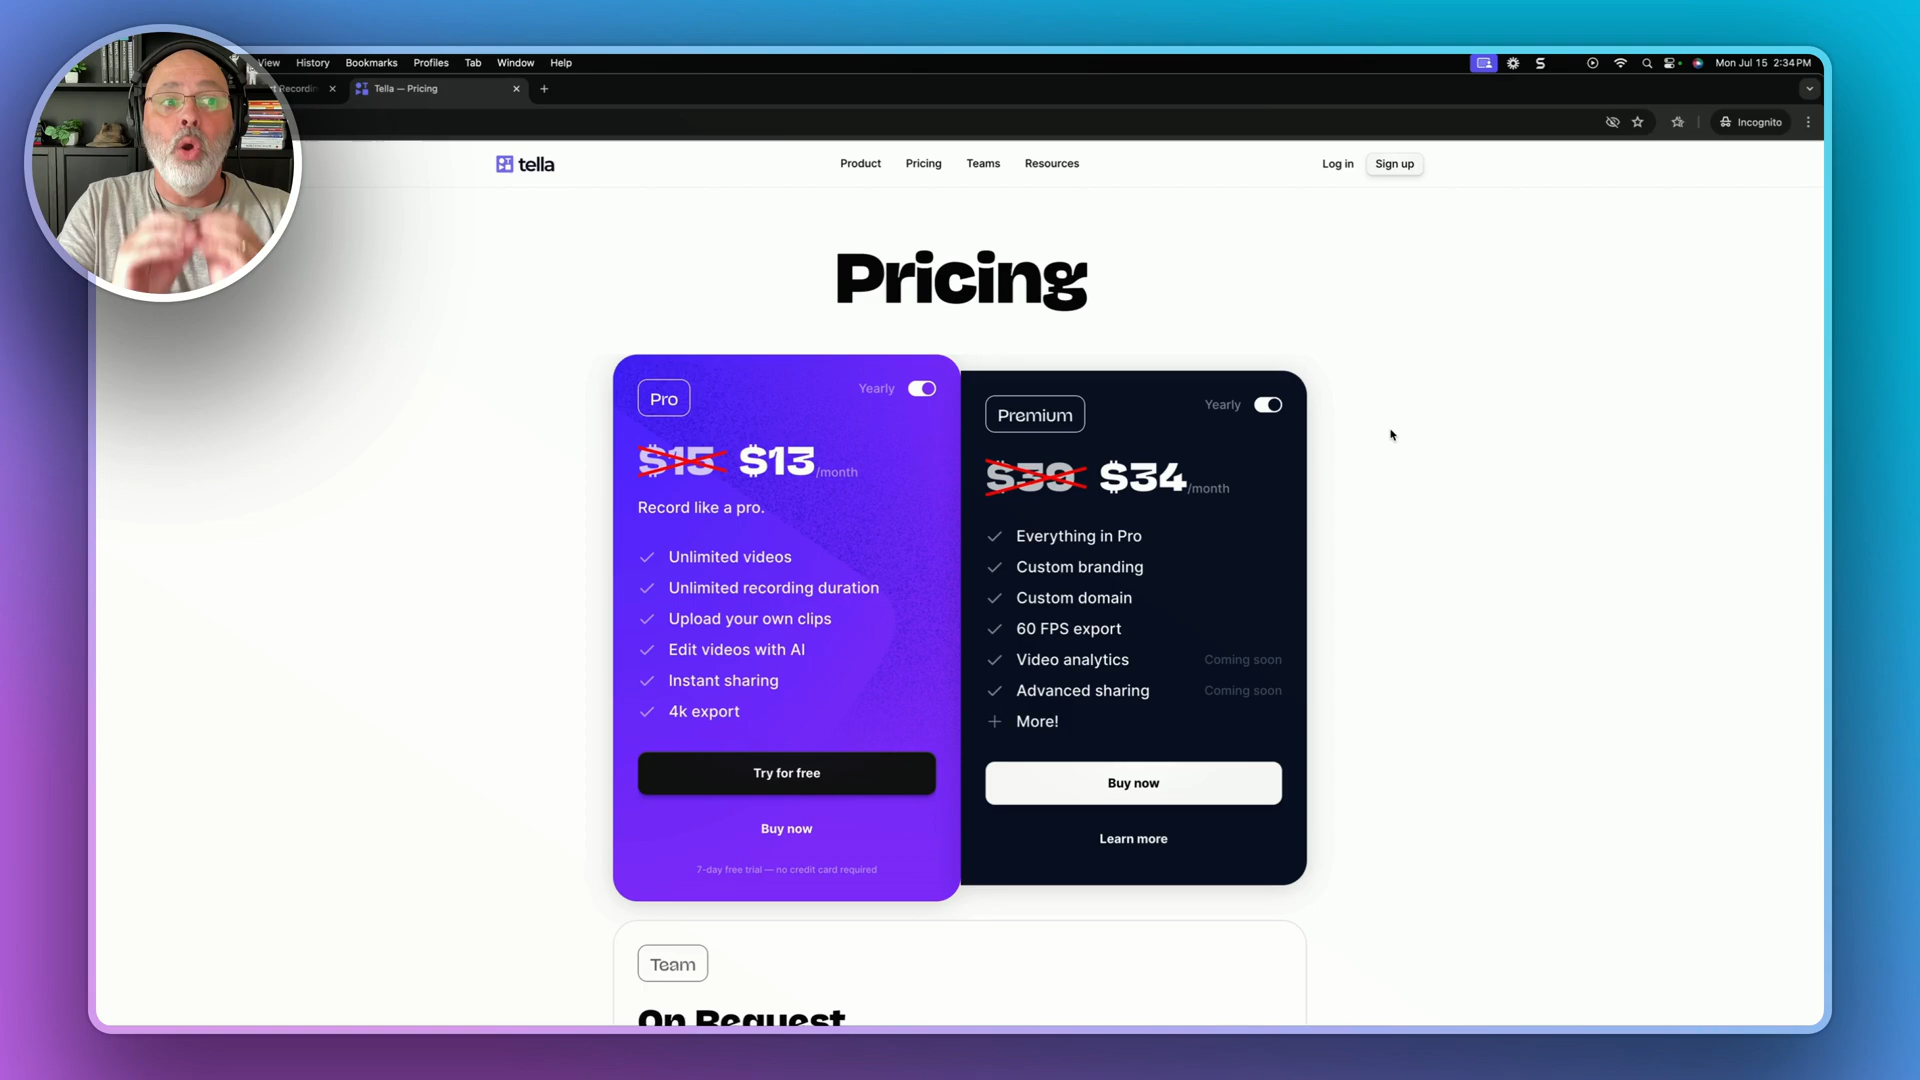 View History Bookmarks Profiles Tab Window Help
Mon Jul 15 2:34 PM
Tella — Pricing
Incognito
tella
Product Pricing Teams Resources
Log in Sign up
Pricing
Pro
Yearly
$15 $13/month
Record like a pro.
Unlimited videos
Unlimited recording duration
Upload your own clips
Edit videos with AI
Instant sharing
4k export
Try for free
Buy now
7-day free trial — no credit card required
Premium
Yearly
$39 $34/month
Everything in Pro
Custom branding
Custom domain
60 FPS export
Video analytics Coming soon
Advanced sharing Coming soon
More!
Buy now
Learn more
Team
On Request